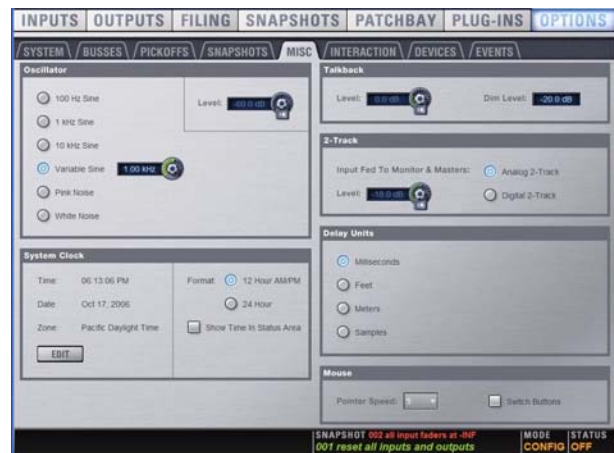 INPUTS OUTPUTS FILING SNAPSHOTS PATCHBAY PLUG-INS OPTIONS
SYSTEM BUSSES PICKOFFS SNAPSHOTS MISC INTERACTION DEVICES EVENTS
Oscillator
100 Hz Sine
Level: -60.0 dB
1 kHz Sine
10 kHz Sine
Variable Sine 1.00 kHz
Pink Noise
White Noise
System Clock
Time: 06:13:06 PM
Format: 12 Hour AM/PM
Date: Oct 17, 2006
24 Hour
Zone: Pacific Daylight Time
Show Time In Status Area
EDIT
Talkback
Level: 0.0 dB Dim Level: -20.0 dB
2-Track
Input Fed To Monitor & Masters: Analog 2-Track
Level: -18.0 dB Digital 2-Track
Delay Units
Milliseconds
Feet
Meters
Samples
Mouse
Pointer Speed: Switch Buttons
SNAPSHOT 002 all input faders at -INF MODE STATUS
001 reset all inputs and outputs CONFIG OFF